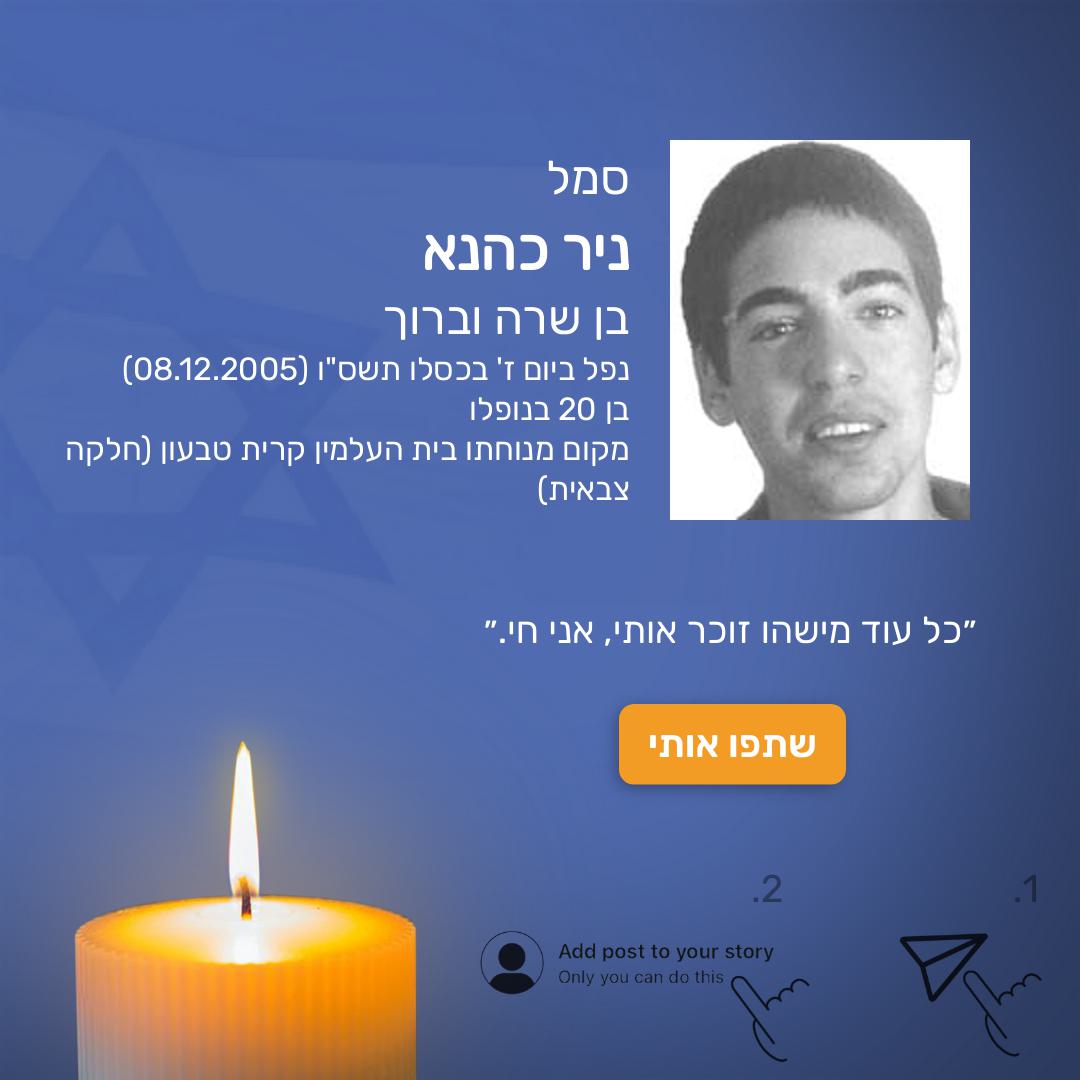 סמל
ניר כהנא
בן שרה וברוך
נפל ביום ז' בכסלו תשס"ו (08.12.2005)
בן 20 בנופלו
מקום מנוחתו בית העלמין קרית טבעון (חלקה
צבאית)
״כל עוד מישהו זוכר אותי, אני חי.״
שתפו אותי
1.
2.
Add post to your story
Only you can do this